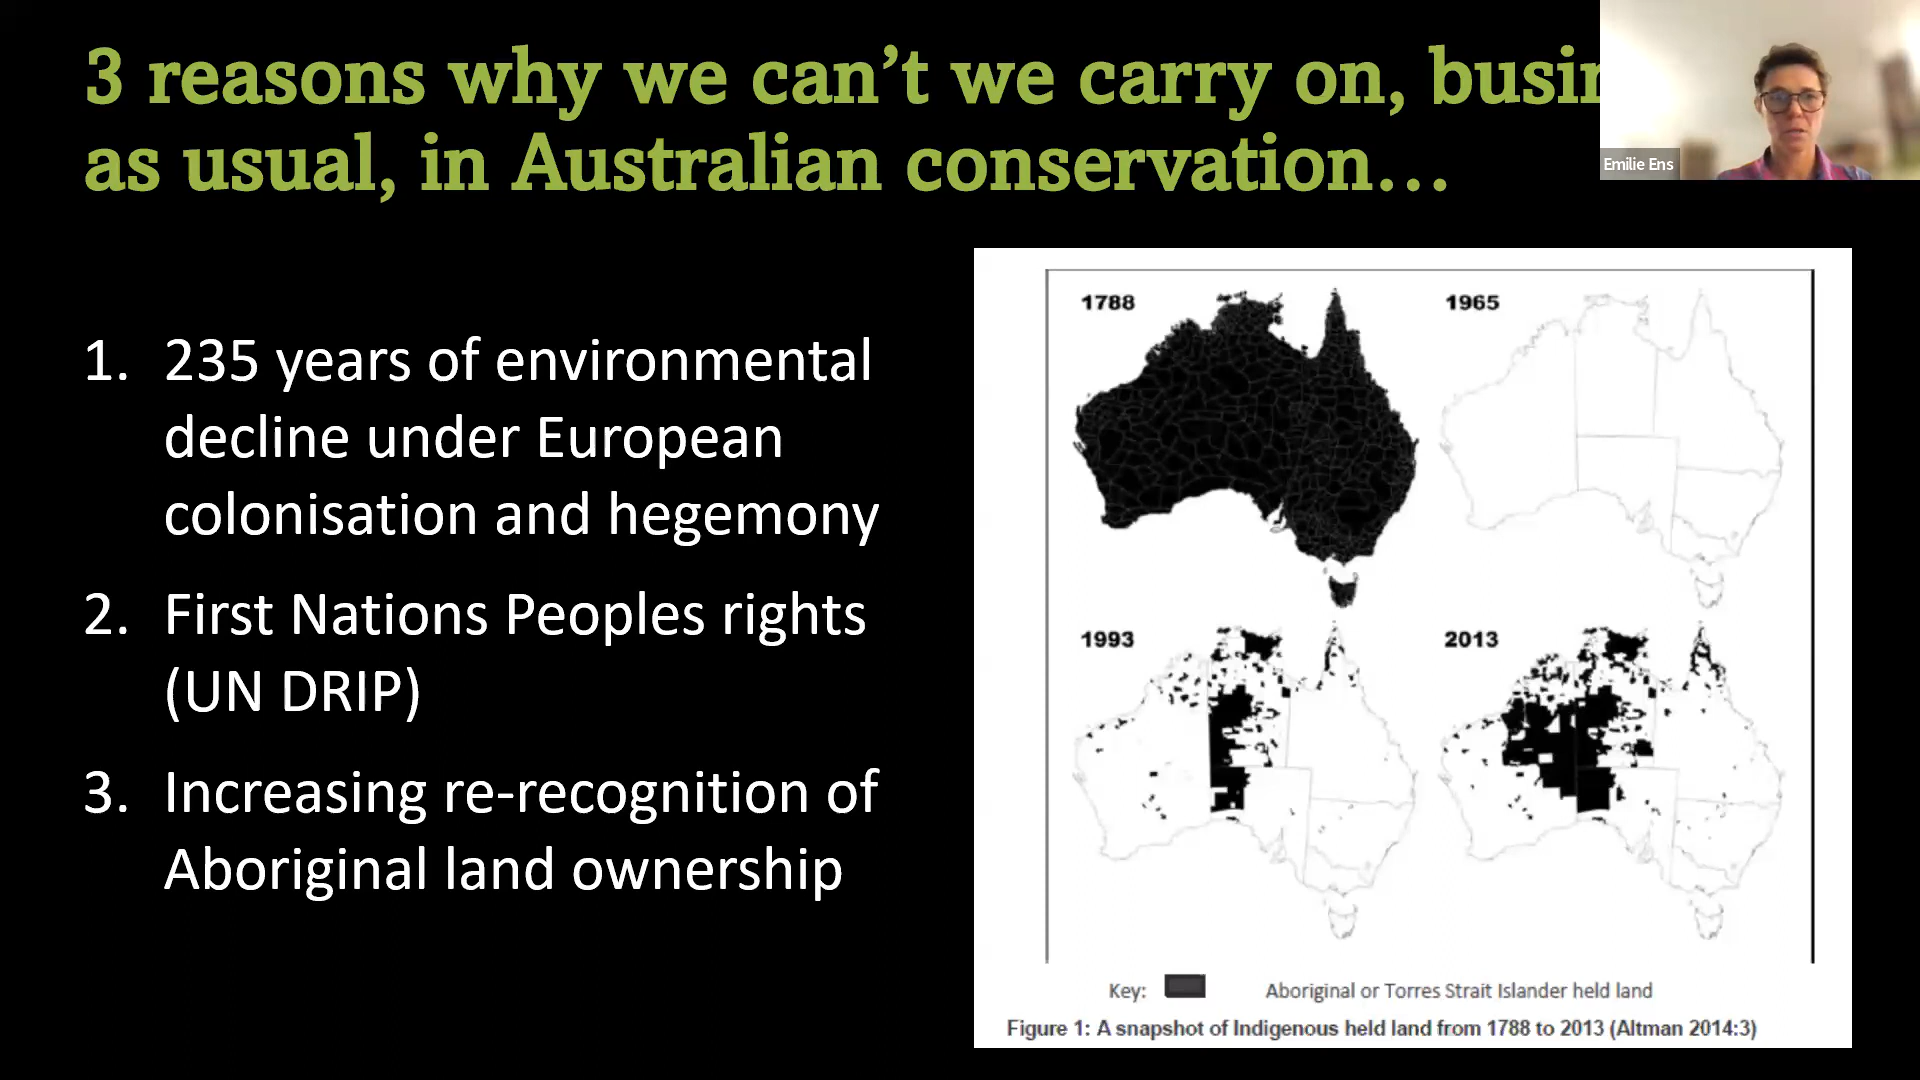 3 reasons why we can’t we carry on, busin
as usual, in Australian conservation…
Emilie Ens
1. 235 years of environmental
decline under European
colonisation and hegemony
2. First Nations Peoples rights
(UN DRIP)
3. Increasing re-recognition of
Aboriginal land ownership
1788
1965
1993
2013
Key: Aboriginal or Torres Strait Islander held land
Figure 1: A snapshot of Indigenous held land from 1788 to 2013 (Altman 2014:3)